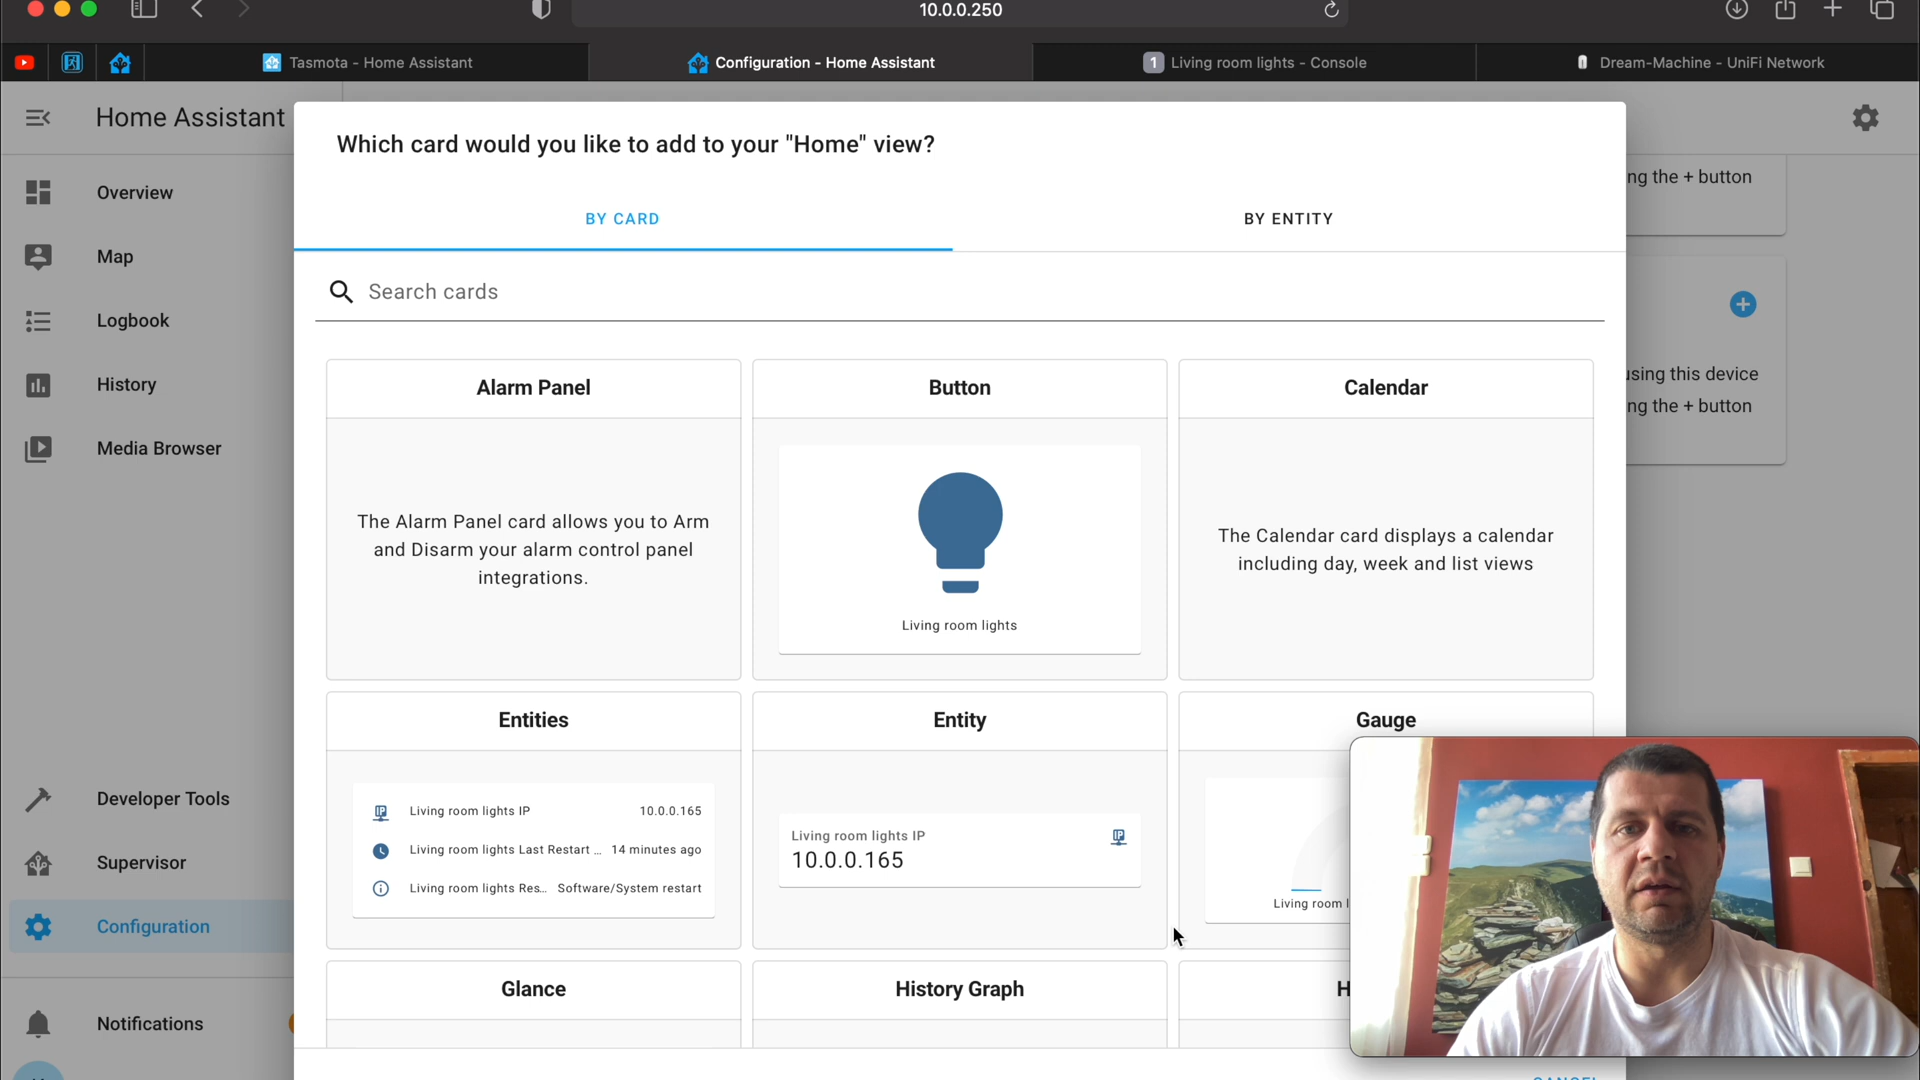 10.0.0.250
Tasmota - Home Assistant
Configuration - Home Assistant
1 Living room lights - Console
Dream-Machine - UniFi Network
Home Assistant
Overview
Map
Logbook
History
Media Browser
Developer Tools
Supervisor
Configuration
Notifications
Which card would you like to add to your "Home" view?
BY CARD
BY ENTITY
Search cards
Alarm Panel
The Alarm Panel card allows you to Arm
and Disarm your alarm control panel
integrations.
Button
Living room lights
Calendar
The Calendar card displays a calendar
including day, week and list views
Entities
Living room lights IP 10.0.0.165
Living room lights Last Restart ... 14 minutes ago
Living room lights Res... Software/System restart
Entity
Living room lights IP
10.0.0.165
Gauge
Living room
Glance
History Graph
ng the + button
using this device
ng the + button